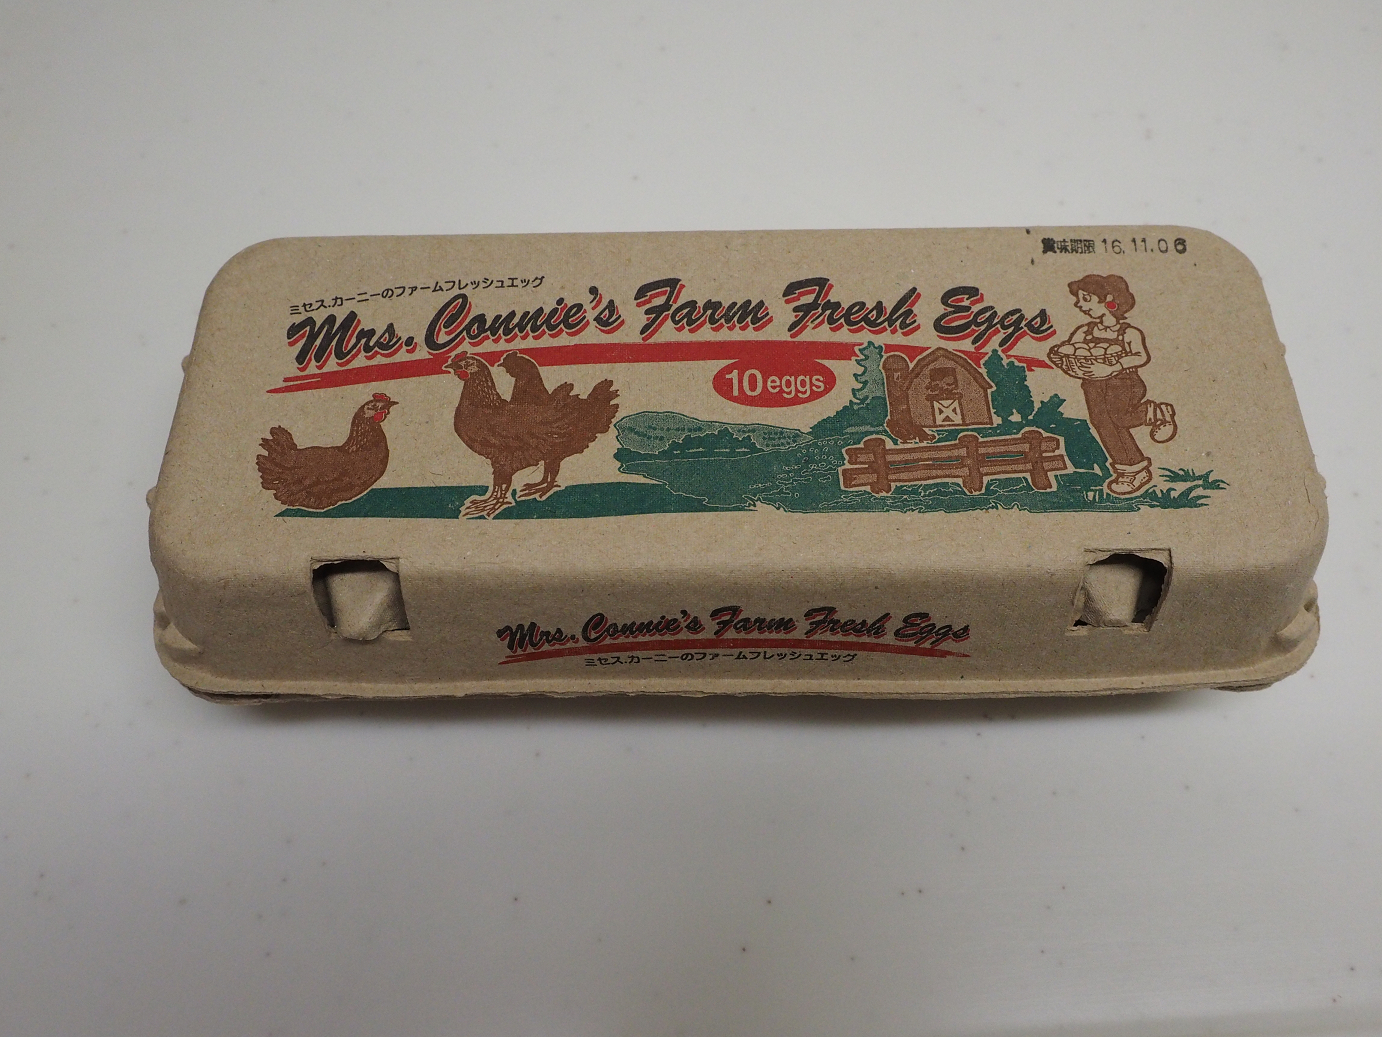 賞味期限 16.11.06
ミセス.カーニーのファームフレッシュエッグ
Mrs. Connie's Farm Fresh Eggs
10 eggs
Mrs. Connie's Farm Fresh Eggs
ミセス.カーニーのファームフレッシュエッグ